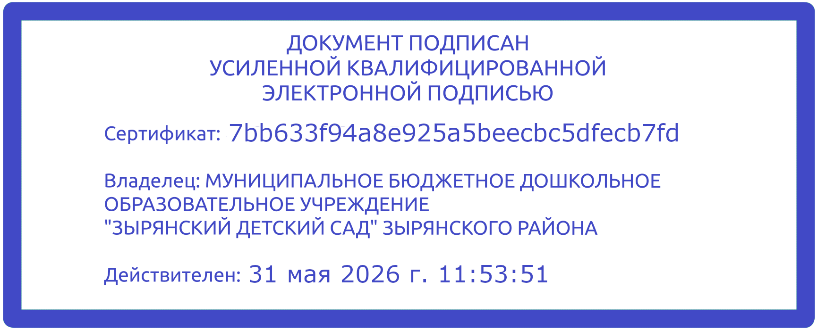 ДОКУМЕНТ ПОДПИСАН
УСИЛЕННОЙ КВАЛИФИЦИРОВАННОЙ
ЭЛЕКТРОННОЙ ПОДПИСЬЮ
Сертификат: 7bb633f94a8e925a5beecbc5dfecb7fd
Владелец: МУНИЦИПАЛЬНОЕ БЮДЖЕТНОЕ ДОШКОЛЬНОЕ
ОБРАЗОВАТЕЛЬНОЕ УЧРЕЖДЕНИЕ
"ЗЫРЯНСКИЙ ДЕТСКИЙ САД" ЗЫРЯНСКОГО РАЙОНА
Действителен: 31 мая 2026 г. 11:53:51